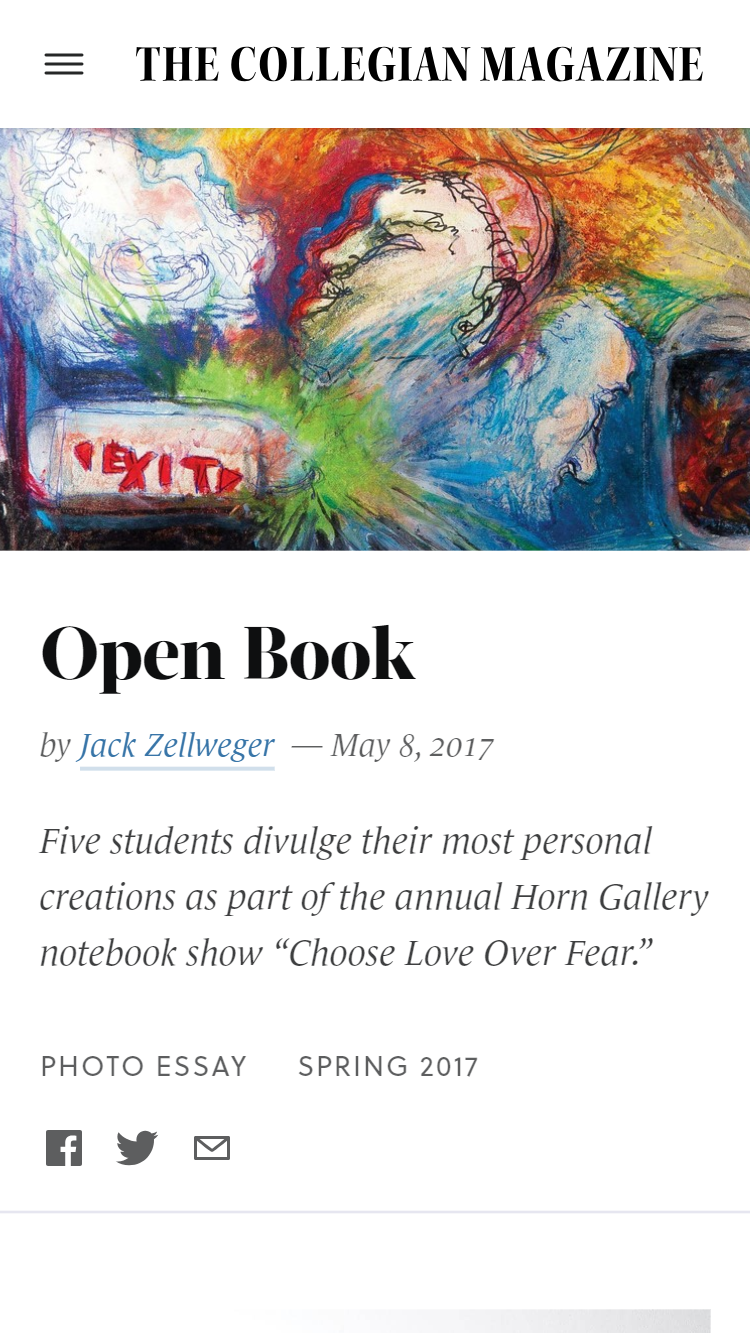 THE COLLEGIAN MAGAZINE
EXIT
Open Book
by Jack Zellweger — May 8, 2017
Five students divulge their most personal
creations as part of the annual Horn Gallery
notebook show “Choose Love Over Fear.”
PHOTO ESSAY SPRING 2017